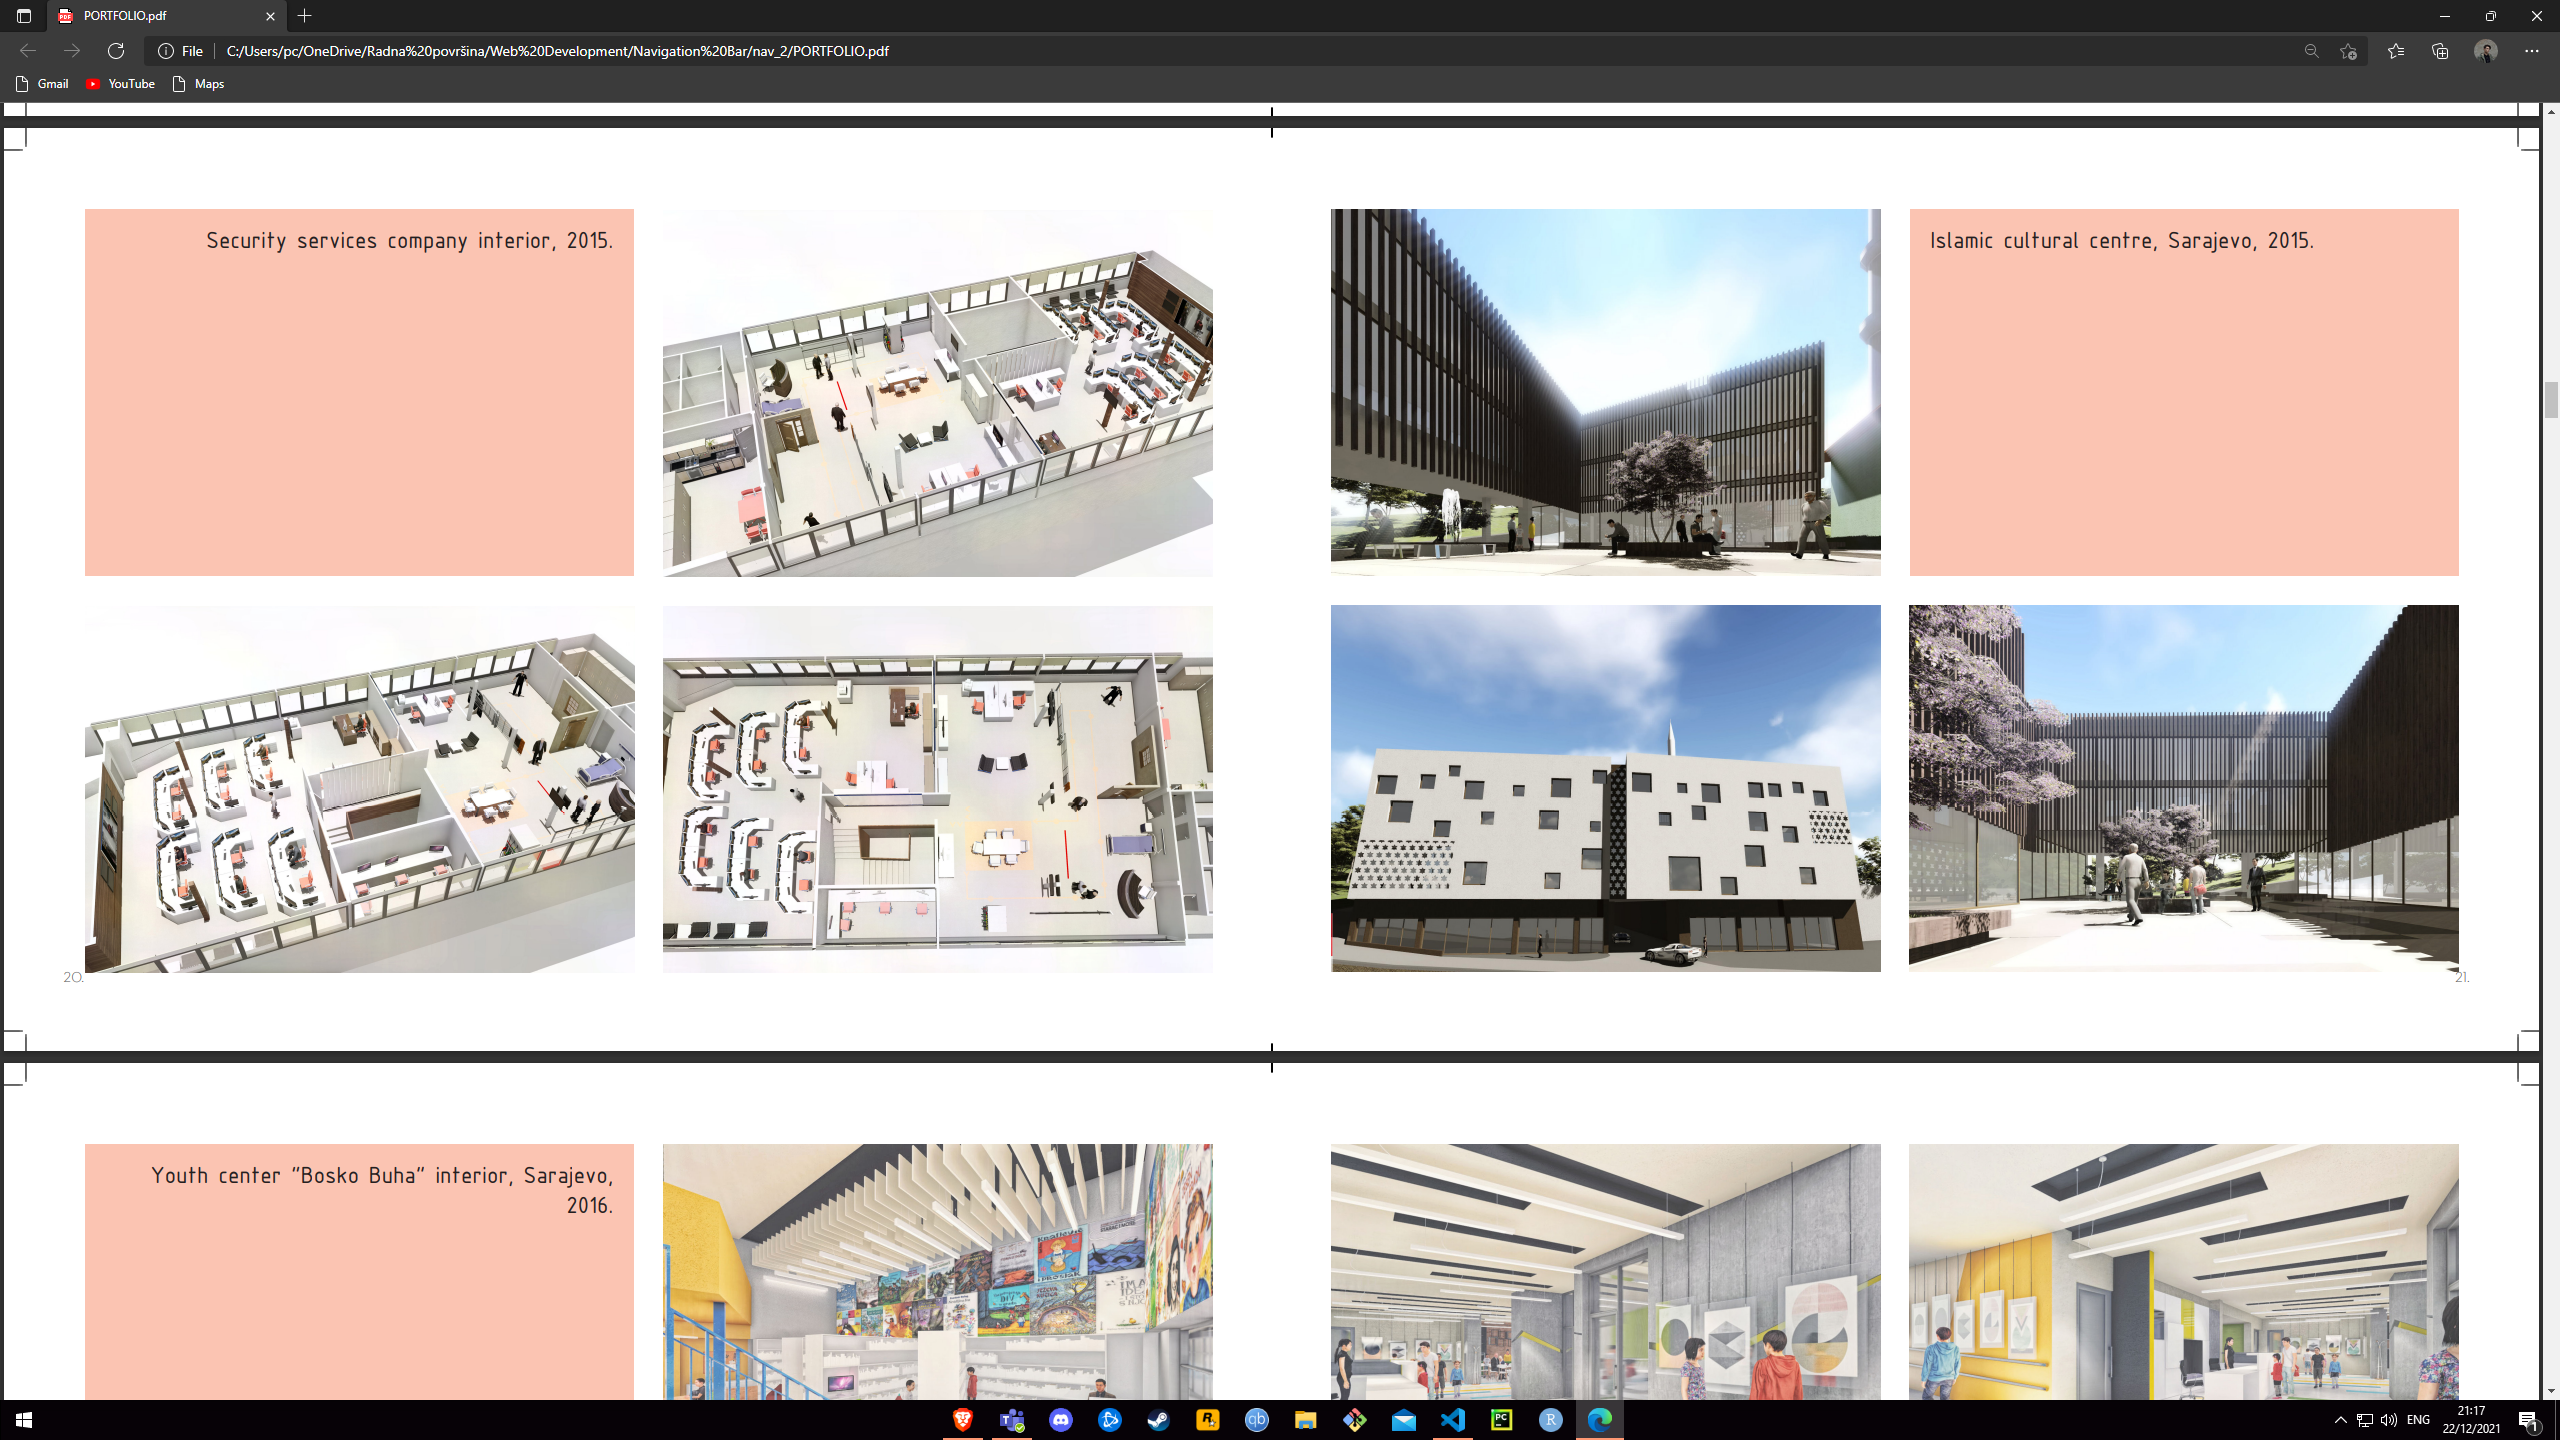 PORTFOLIO.pdf
File
C:/Users/pc/OneDrive/Radna%20površina/Web%20Development/Navigation%20Bar/nav_2/PORTFOLIO.pdf
Gmail
YouTube
Maps
Security services company interior, 2015.
Islamic cultural centre, Sarajevo, 2015.
20.
21.
Youth center "Bosko Buha" interior, Sarajevo,
2016.
ENG
21:17
22/12/2021
1